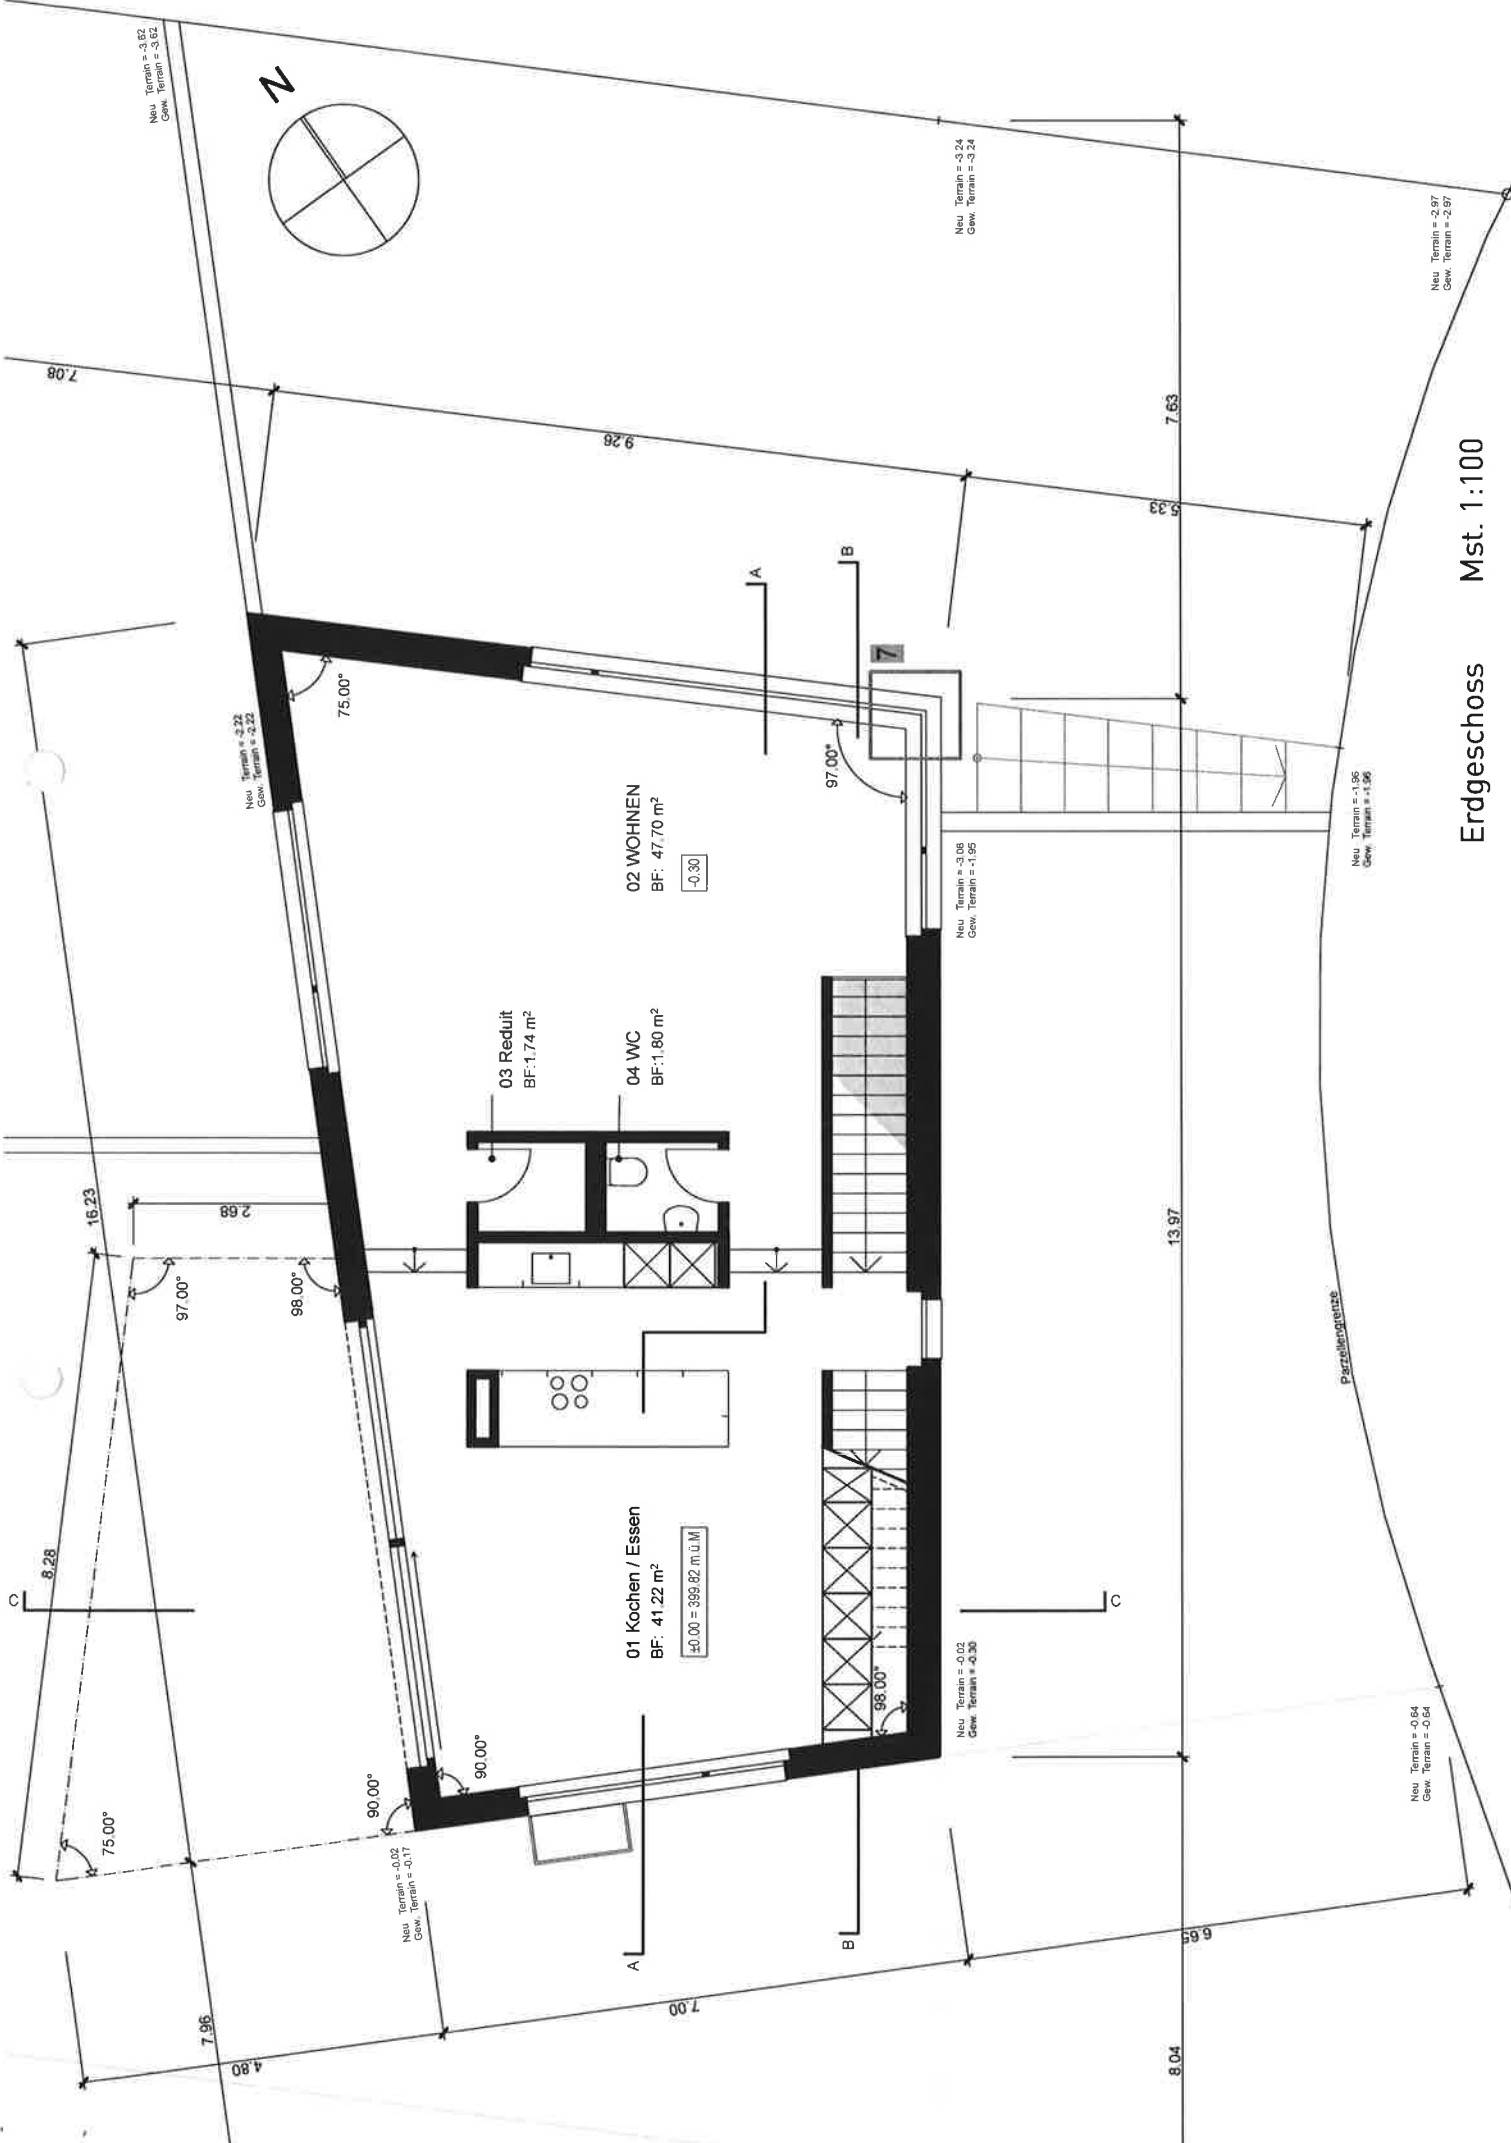 Erdgeschoss Mst. 1:100
N
Neu Terrain = -3.62
Gew. Terrain = -3.62
7.08
9.26
5.33
7.63
13.97
8.04
16.23
7.96
8.28
2.68
4.80
7.00
6.65
Neu Terrain = -3.24
Gew. Terrain = -3.24
Neu Terrain = -2.97
Gew. Terrain = -2.97
Neu Terrain = -2.22
Gew. Terrain = -2.22
75.00°
97.00°
A
B
7
02 WOHNEN
BF: 47.70 m²
-0.30
03 Reduit
BF:1.74 m²
04 WC
BF:1.80 m²
Neu Terrain = -3.08
Gew. Terrain = -1.95
Neu Terrain = -1.96
Gew. Terrain = -1.96
97.00°
98.00°
Parzellengrenze
01 Kochen / Essen
BF: 41.22 m²
±0.00 = 399.82 m.ü.M
C
C
98.00°
90.00°
90.00°
75.00°
Neu Terrain = -0.02
Gew. Terrain = -0.17
Neu Terrain = -0.02
Gew. Terrain = -0.30
Neu Terrain = -0.64
Gew. Terrain = -0.64
A
B